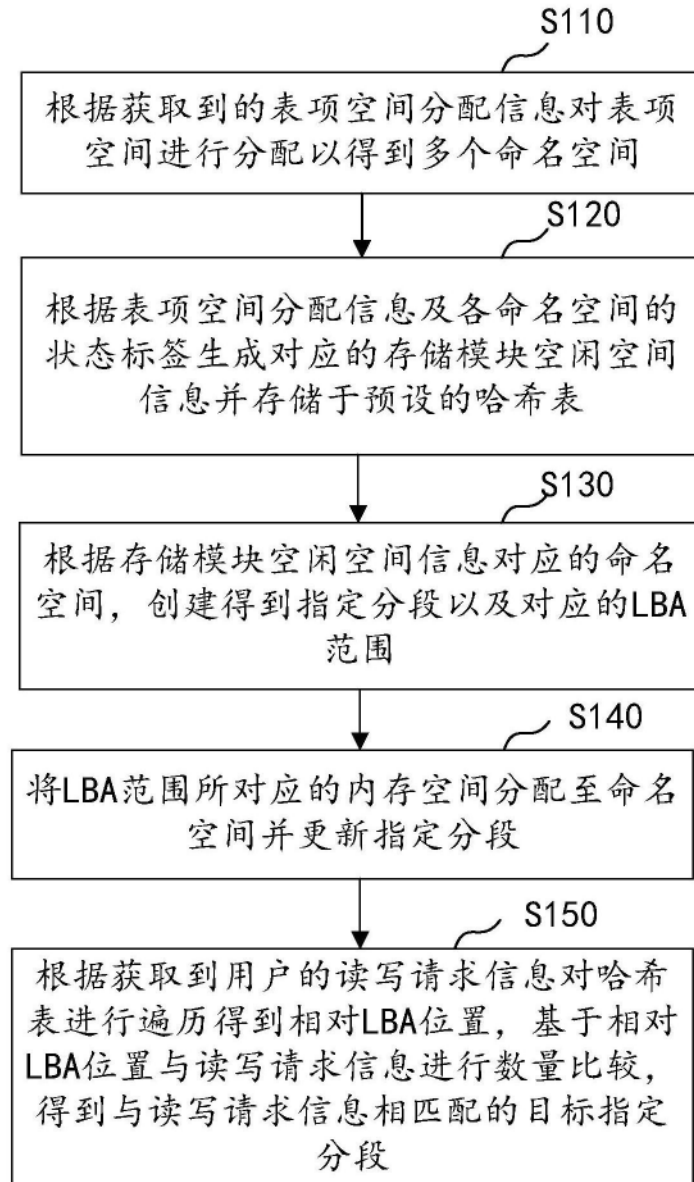 S110
根据获取到的表项空间分配信息对表项
空间进行分配以得到多个命名空间
S120
根据表项空间分配信息及各命名空间的
状态标签生成对应的存储模块空闲空间
信息并存储于预设的哈希表
S130
根据存储模块空闲空间信息对应的命名
空间，创建得到指定分段以及对应的LBA
范围
S140
将LBA范围所对应的内存空间分配至命名
空间并更新指定分段
S150
根据获取到用户的读写请求信息对哈希
表进行遍历得到相对LBA位置，基于相对
LBA位置与读写请求信息进行数量比较，
得到与读写请求信息相匹配的目标指定
分段